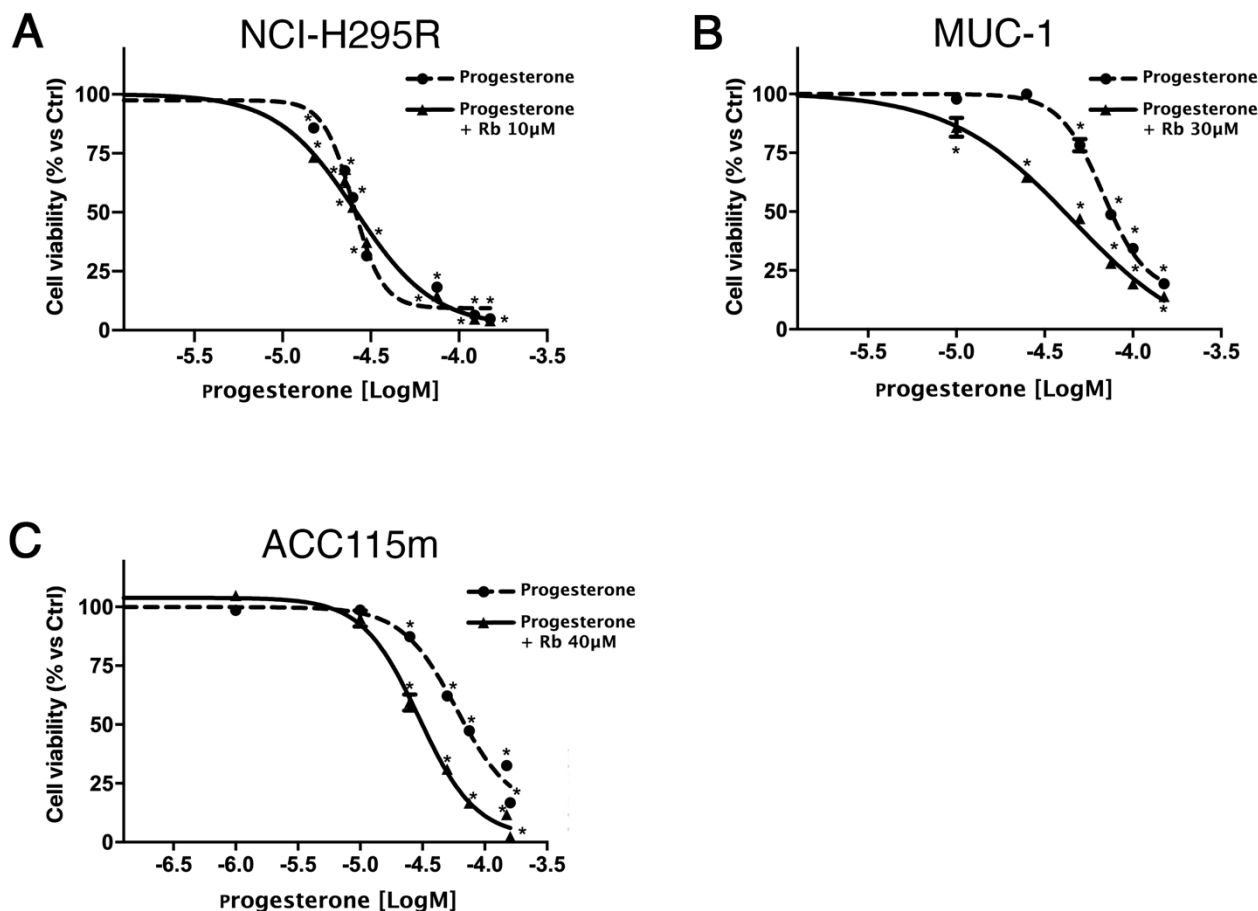 A
NCI-H295R
Cell viability (% vs Ctrl)
100
75
50
25
0
Progesterone
Progesterone
+ Rb 10µM
* * * * * * * * * * * * * * *
-5.5 -5.0 -4.5 -4.0 -3.5
Progesterone [LogM]
B
MUC-1
Cell viability (% vs Ctrl)
100
75
50
25
0
Progesterone
Progesterone
+ Rb 30µM
* * * * * * * * * *
-5.5 -5.0 -4.5 -4.0 -3.5
Progesterone [LogM]
C
ACC115m
Cell viability (% vs Ctrl)
100
75
50
25
0
Progesterone
Progesterone
+ Rb 40µM
* * * * * * * * * *
-6.5 -6.0 -5.5 -5.0 -4.5 -4.0 -3.5
Progesterone [LogM]